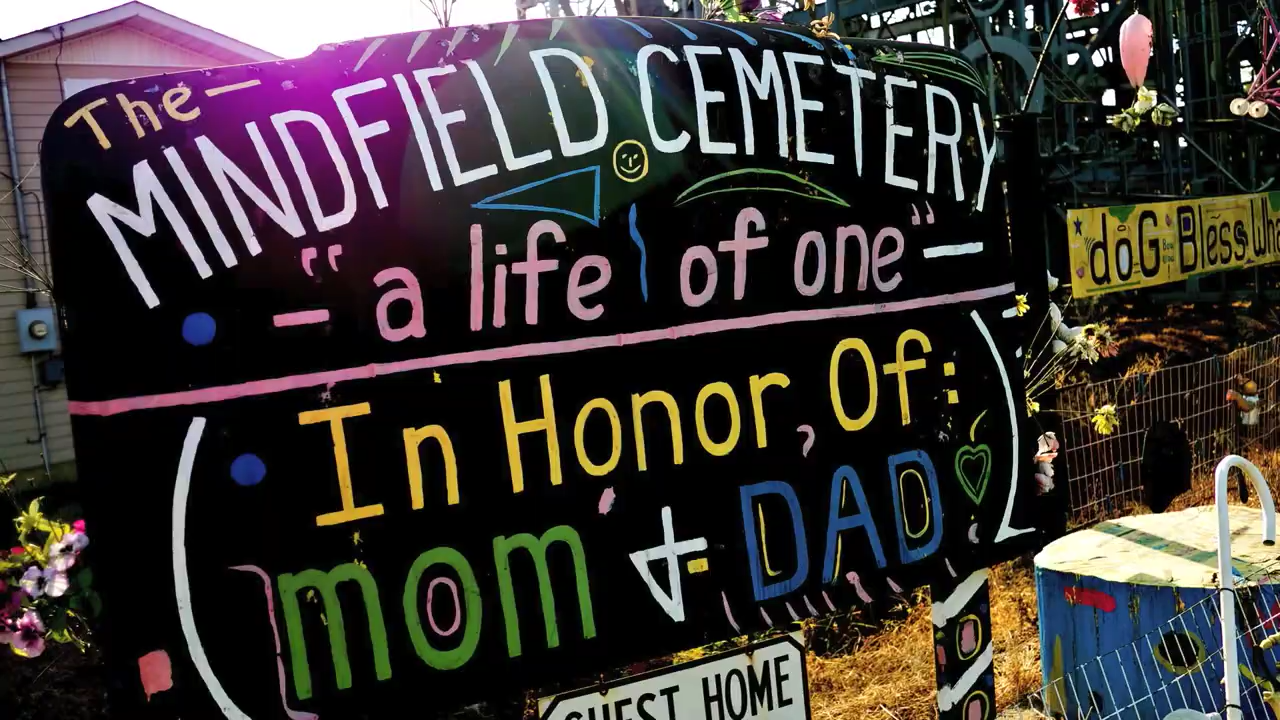 The
MINDFIELD CEMETERY
- "a life of one" -
In Honor Of:
(mom + DAD)
doG Bless
GUEST HOME